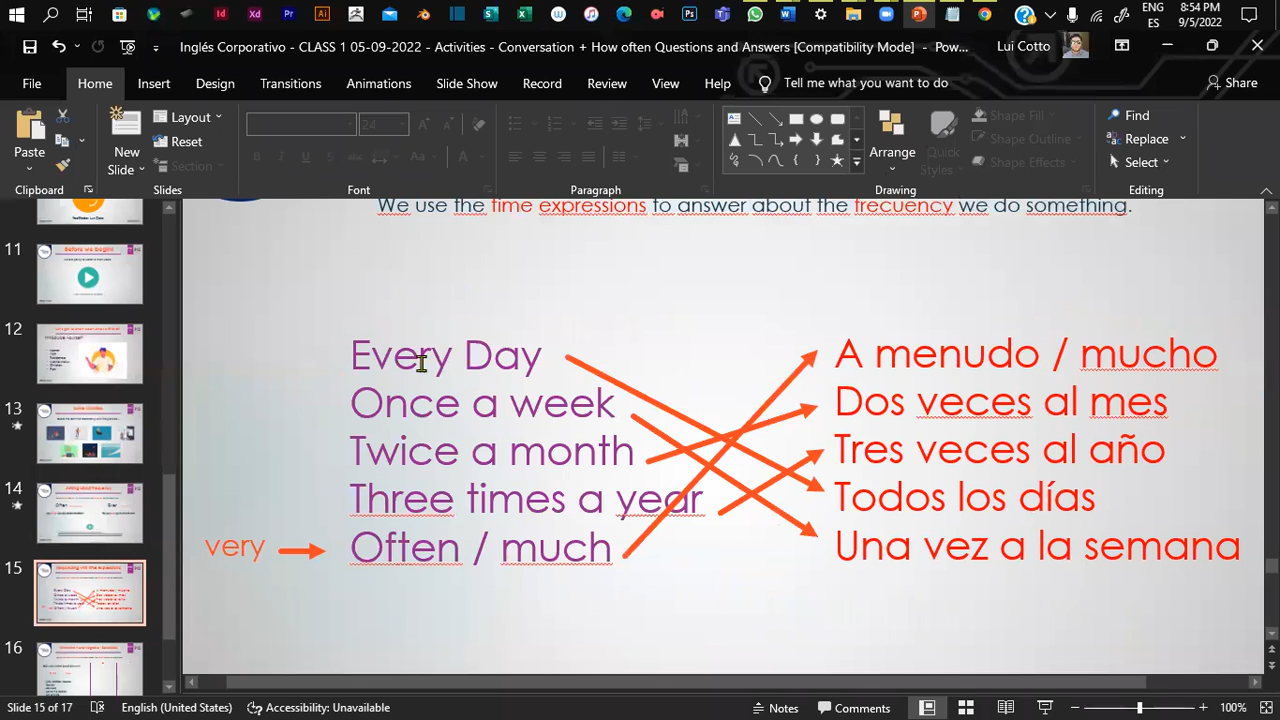 ENG
ES
8:54 PM
9/5/2022
Inglés Corporativo - CLASS 1 05-09-2022 - Activities - Conversation + How often Questions and Answers [Compatibility Mode] - Pow...
Lui Cotto
File
Home
Insert
Design
Transitions
Animations
Slide Show
Record
Review
View
Help
Tell me what you want to do
Share
Paste
New
Slide
Layout
Reset
Section
24
Arrange
Quick
Styles
Shape Fill
Shape Outline
Shape Effects
Find
Replace
Select
Clipboard
Slides
Font
Paragraph
Drawing
Editing
We use the time expressions to answer about the frecuency we do something.
11
12
13
14
15
16
Every Day
Once a week
Twice a month
Three times a year
very
Often / much
A menudo / mucho
Dos veces al mes
Tres veces al año
Todos los días
Una vez a la semana
Slide 15 of 17
English (United States)
Accessibility: Unavailable
Notes
Comments
100%